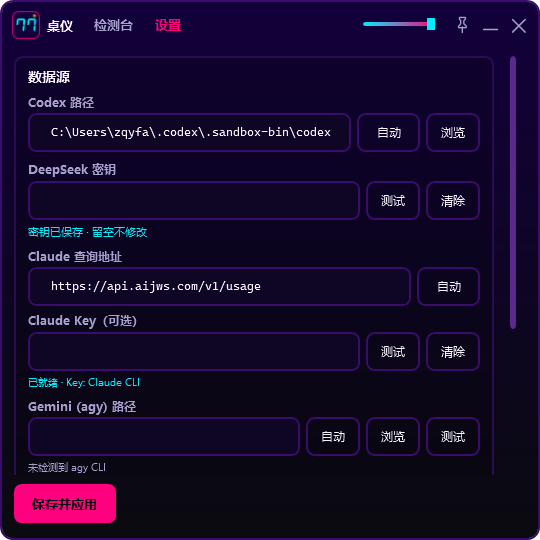 桌仪 检测台 设置
数据源
Codex 路径
C:\Users\zqyfa\.codex\.sandbox-bin\codex 自动 浏览
DeepSeek 密钥
测试 清除
密钥已保存 · 留空不修改
Claude 查询地址
https://api.aijws.com/v1/usage 自动
Claude Key（可选）
测试 清除
已就绪 · Key: Claude CLI
Gemini (agy) 路径
自动 浏览 测试
未检测到 agy CLI
保存并应用